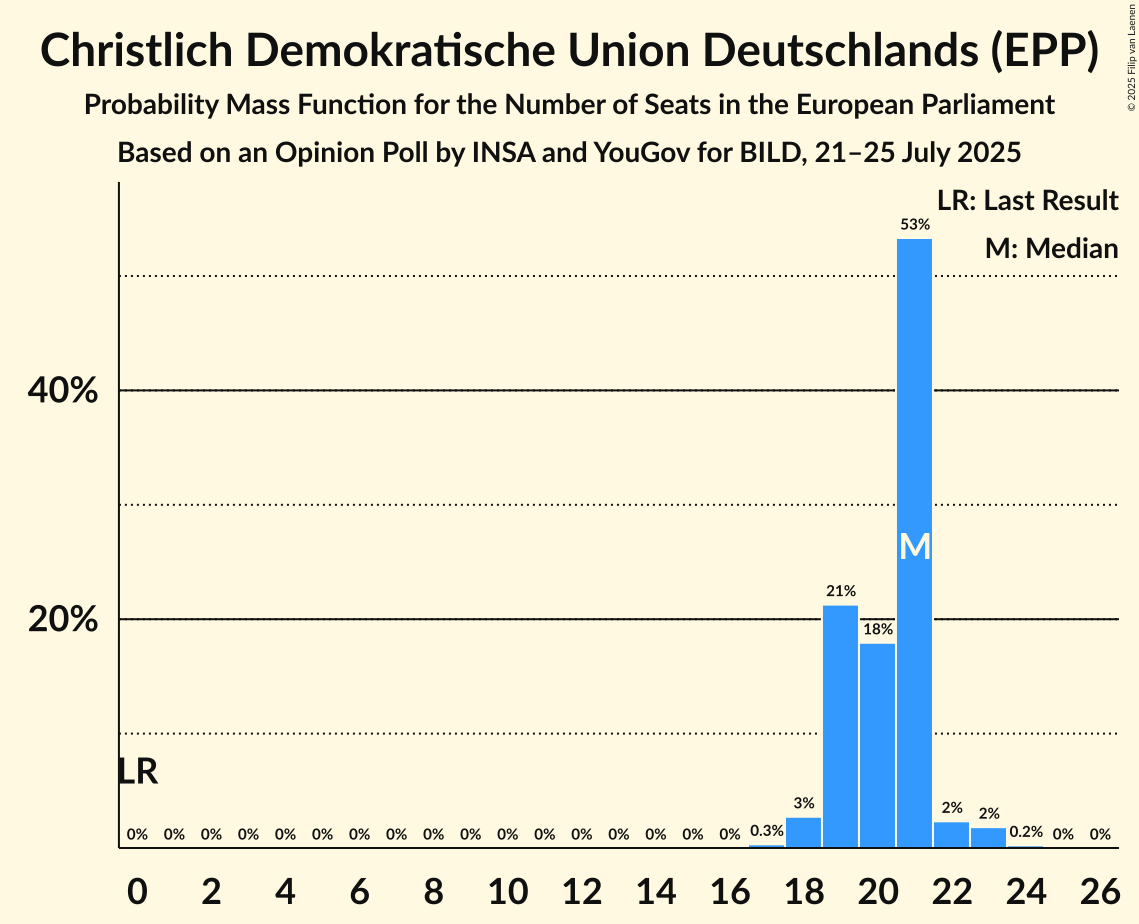 Christlich Demokratische Union Deutschlands (EPP)
Probability Mass Function for the Number of Seats in the European Parliament
Based on an Opinion Poll by INSA and YouGov for BILD, 21–25 July 2025
© 2025 Filip van Laenen
LR: Last Result
M: Median
53%
40%
M
21%
20%
18%
LR
0% 0% 0% 0% 0% 0% 0% 0% 0% 0% 0% 0% 0% 0% 0% 0% 0% 0.3% 3% 2% 2% 0.2% 0% 0%
0 2 4 6 8 10 12 14 16 18 20 22 24 26